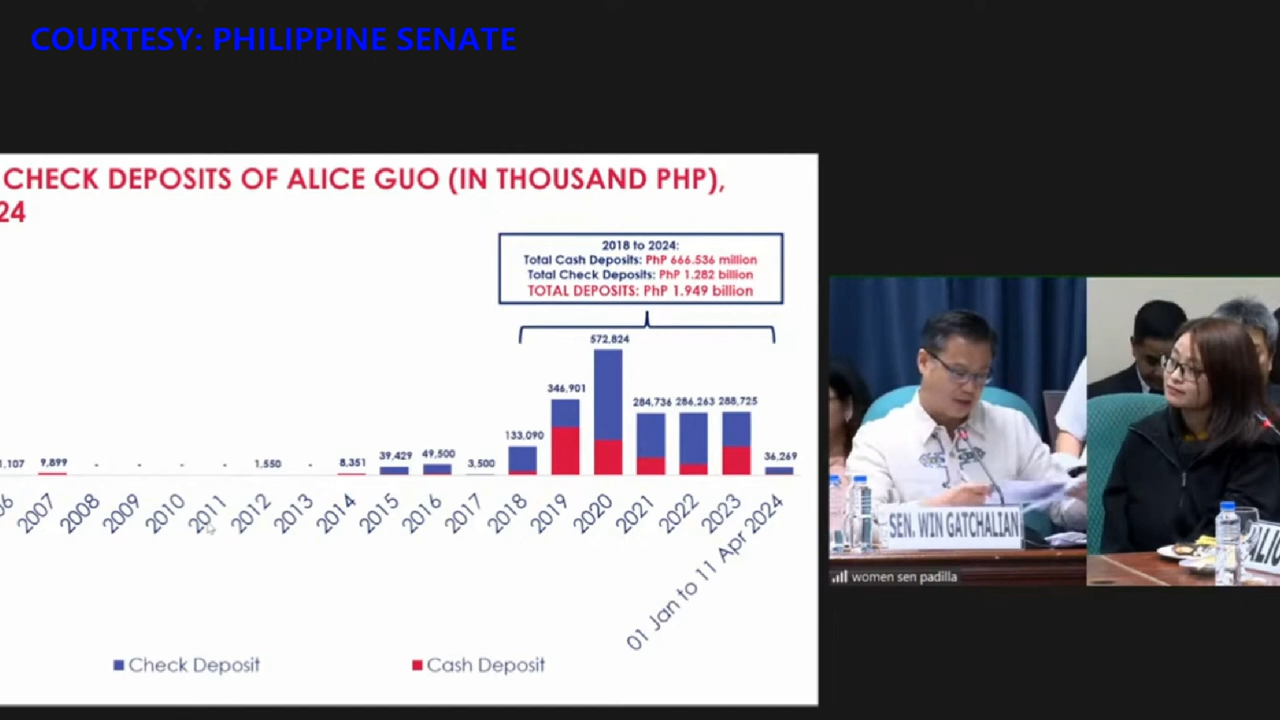 COURTESY: PHILIPPINE SENATE
CHECK DEPOSITS OF ALICE GUO (IN THOUSAND PHP),
24
2018 to 2024:
Total Cash Deposits: PhP 666.536 million
Total Check Deposits: PhP 1.282 billion
TOTAL DEPOSITS: PhP 1.949 billion
1,107 9,899 - - - - 1,550 - 8,351 39,429 49,500 3,500 133,090 346,901 572,824 284,736 286,263 288,725 36,269
06 2007 2008 2009 2010 2011 2012 2013 2014 2015 2016 2017 2018 2019 2020 2021 2022 2023 01 Jan to 11 Apr 2024
Check Deposit Cash Deposit
SEN. WIN GATCHALIAN
ALIC
women sen padilla